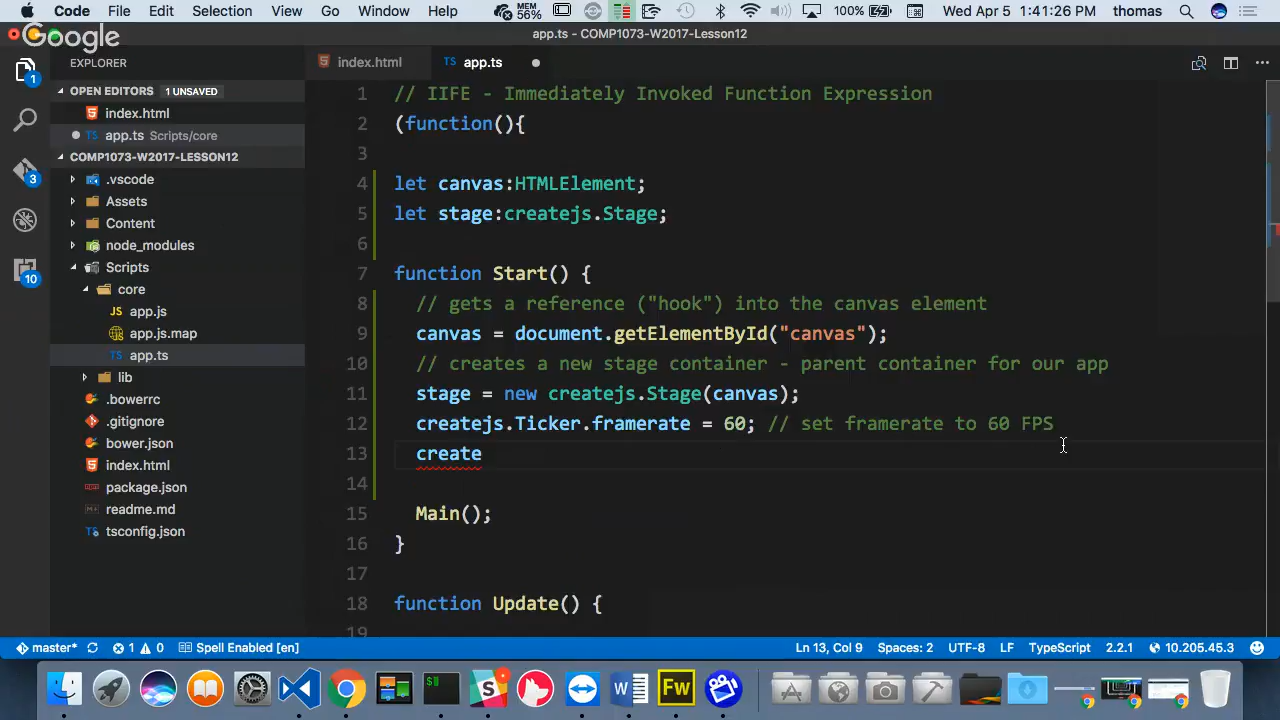 Code File Edit Selection View Go Window Help MEM 56% 100% Wed Apr 5 1:41:26 PM thomas
Google
app.ts - COMP1073-W2017-Lesson12
EXPLORER
index.html
TS app.ts
OPEN EDITORS 1 UNSAVED
index.html
TS app.ts Scripts/core
COMP1073-W2017-LESSON12
.vscode
Assets
Content
node_modules
Scripts
core
JS app.js
app.js.map
TS app.ts
lib
.bowerrc
.gitignore
bower.json
index.html
package.json
readme.md
tsconfig.json
1
3
10
1 // IIFE - Immediately Invoked Function Expression
2 (function(){
3
4 let canvas:HTMLElement;
5 let stage:createjs.Stage;
6
7 function Start() {
8 // gets a reference ("hook") into the canvas element
9 canvas = document.getElementById("canvas");
10 // creates a new stage container - parent container for our app
11 stage = new createjs.Stage(canvas);
12 createjs.Ticker.framerate = 60; // set framerate to 60 FPS
13 create
14
15 Main();
16 }
17
18 function Update() {
19
master* 1 0 Spell Enabled [en] Ln 13, Col 9 Spaces: 2 UTF-8 LF TypeScript 2.2.1 10.205.45.3
S W Fw